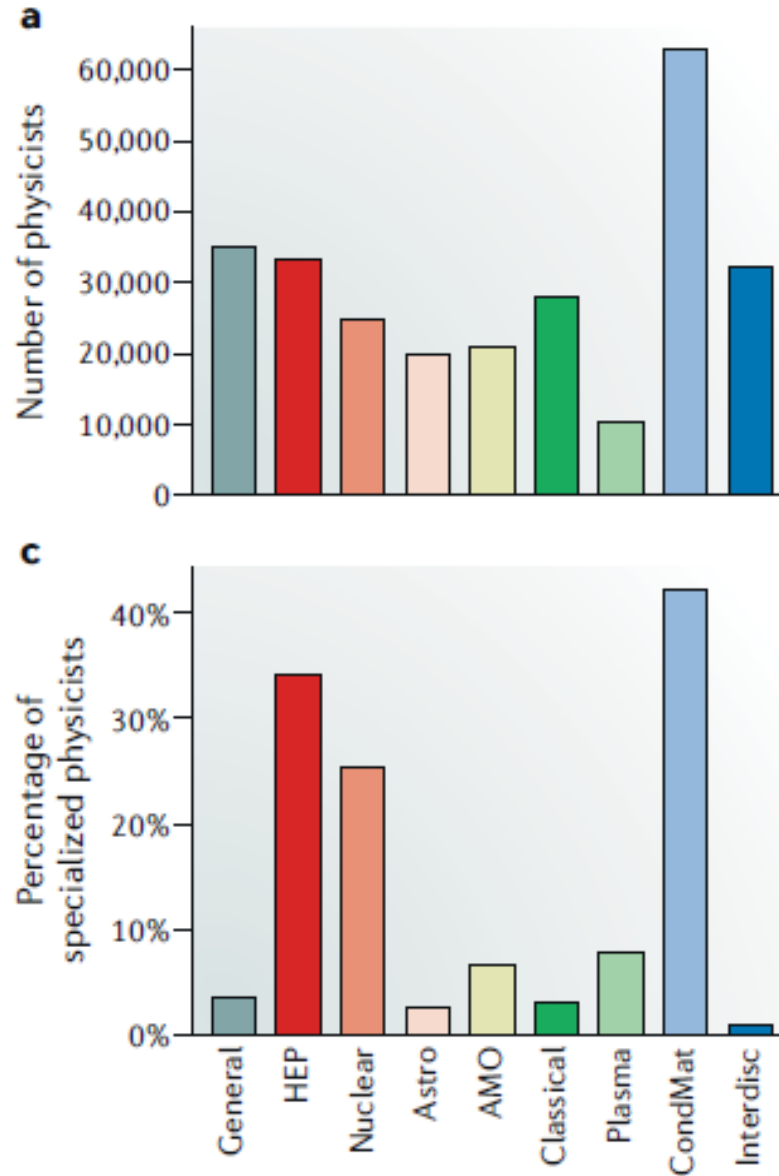 a
Number of physicists
60,000
50,000
40,000
30,000
20,000
10,000
0
c
Percentage of
specialized physicists
40%
30%
20%
10%
0%
General
HEP
Nuclear
Astro
AMO
Classical
Plasma
CondMat
Interdisc